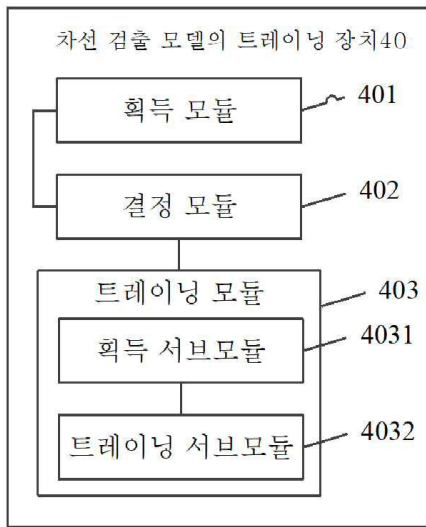 차선 검출 모델의 트레이닝 장치40
획득 모듈
401
결정 모듈
402
트레이닝 모듈
403
획득 서브모듈
4031
트레이닝 서브모듈
4032